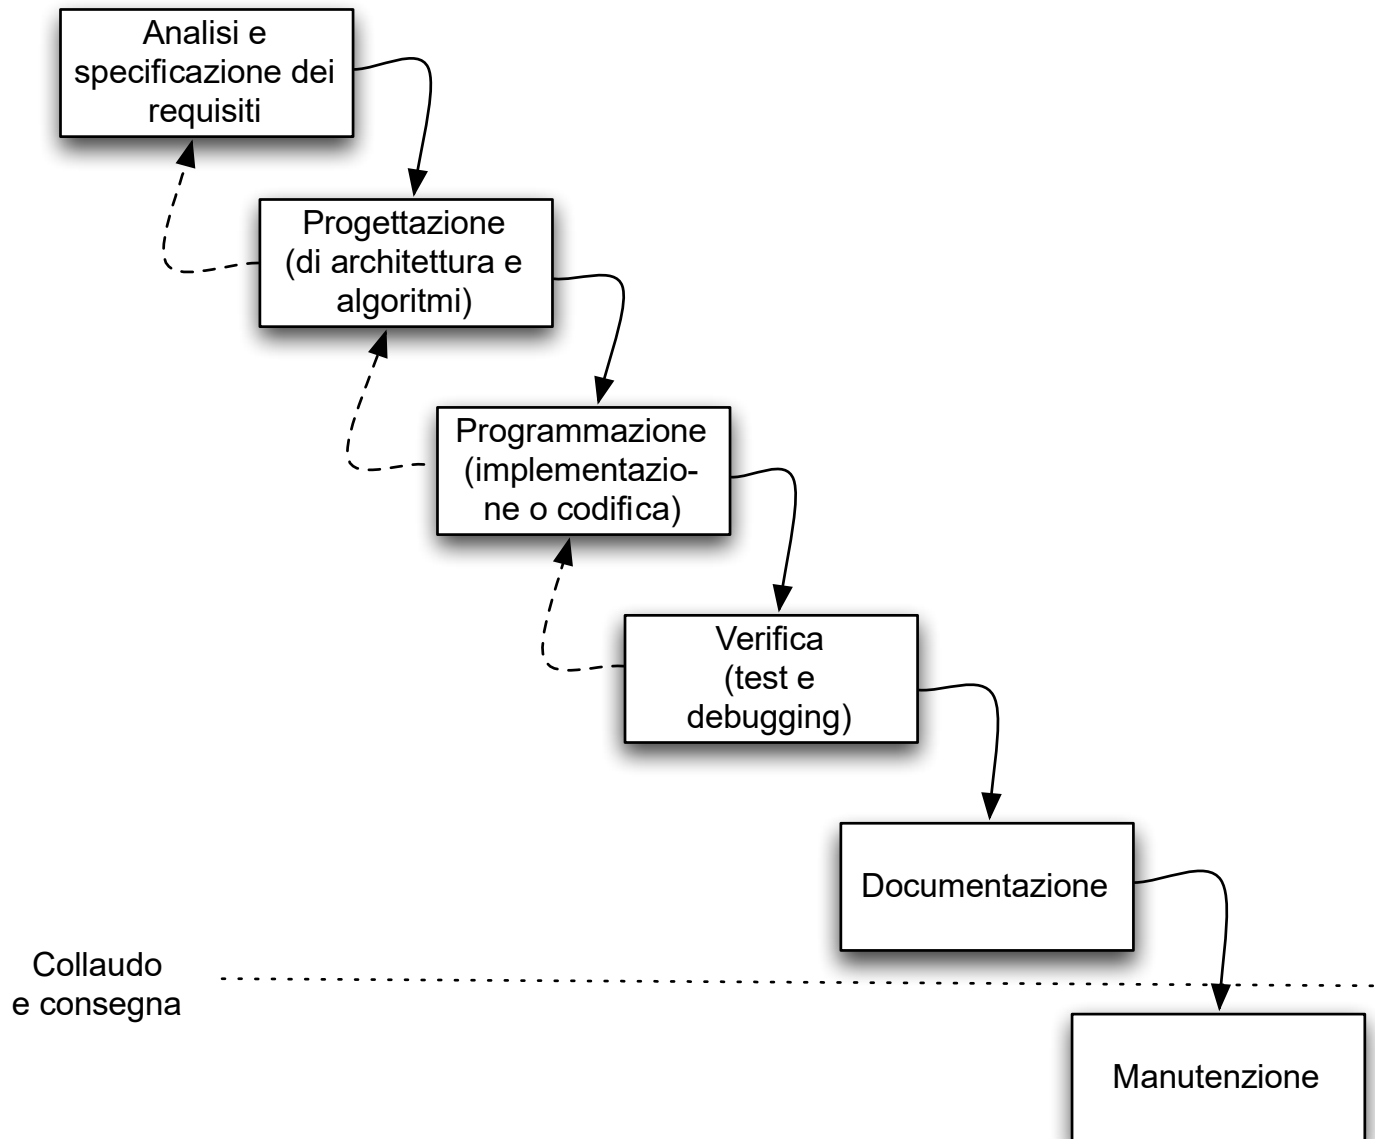 Analisi e
specificazione dei
requisiti
Progettazione
(di architettura e
algoritmi)
Programmazione
(implementazio-
ne o codifica)
Verifica
(test e
debugging)
Documentazione
Collaudo
e consegna
Manutenzione